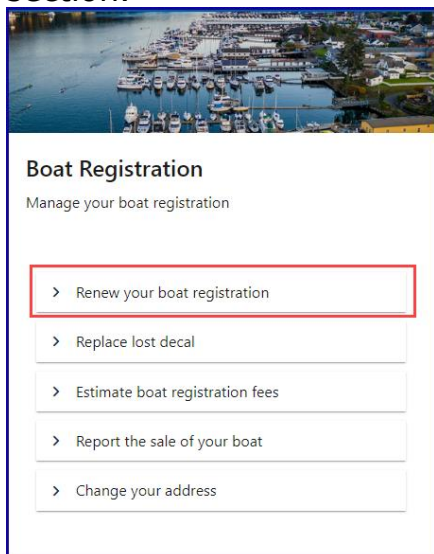 Boat Registration
Manage your boat registration
Renew your boat registration
Replace lost decal
Estimate boat registration fees
Report the sale of your boat
Change your address